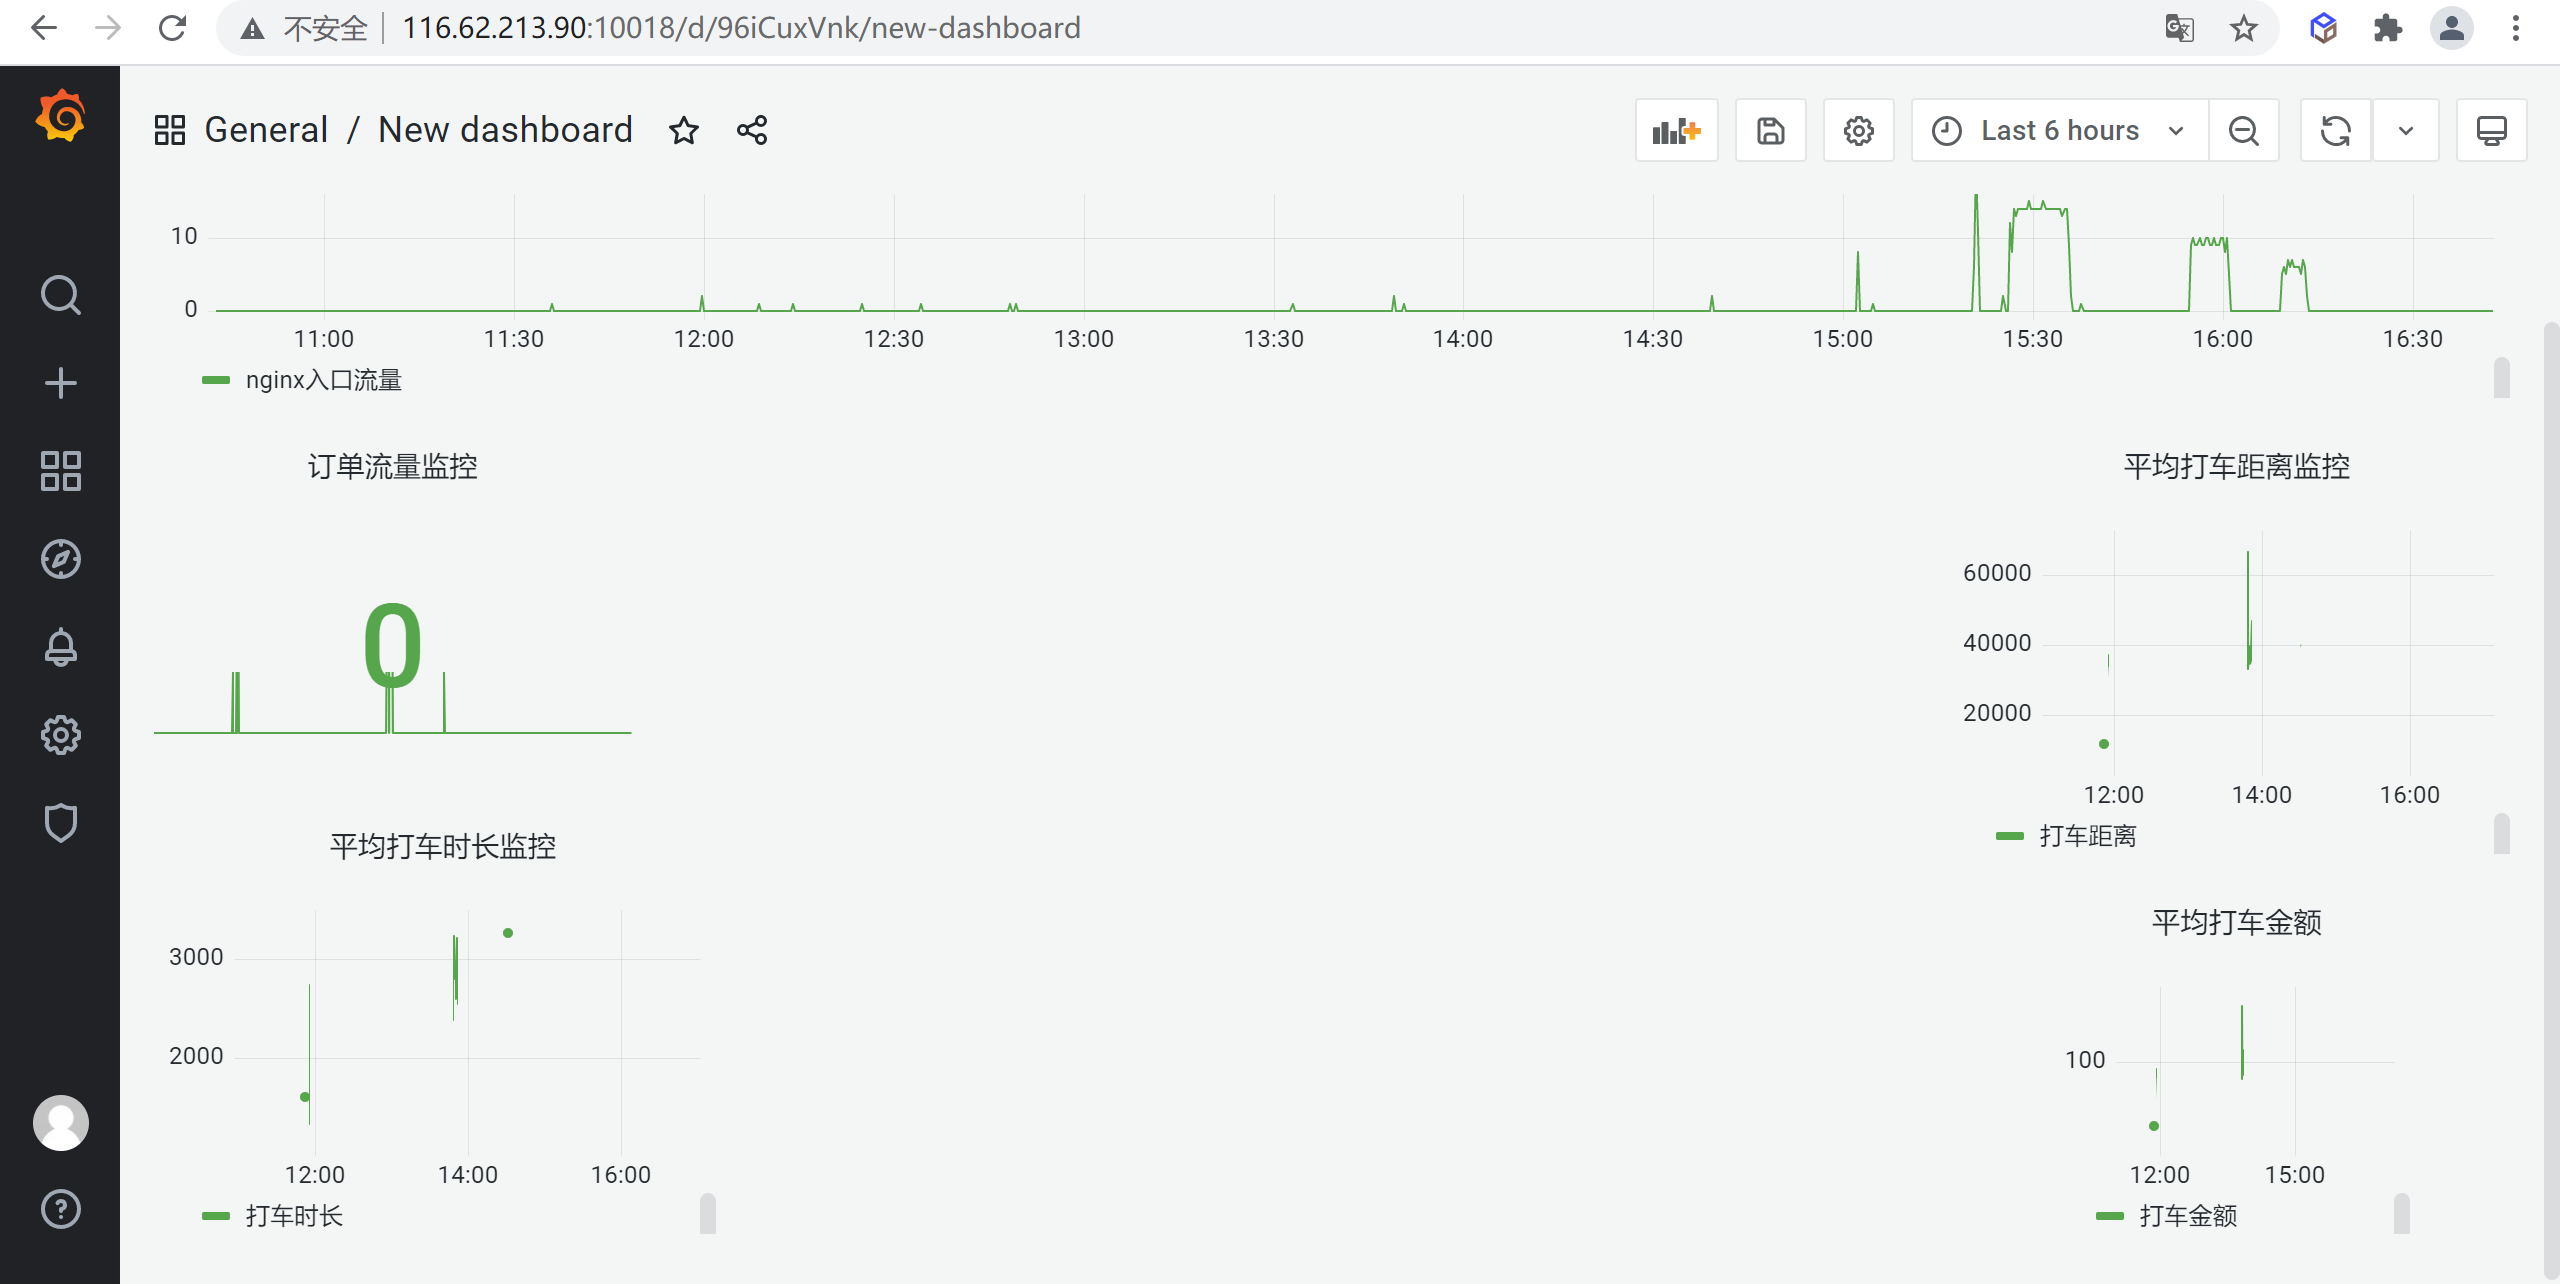 不安全 116.62.213.90:10018/d/96iCuxVnk/new-dashboard
General / New dashboard
Last 6 hours
10
0
11:00 11:30 12:00 12:30 13:00 13:30 14:00 14:30 15:00 15:30 16:00 16:30
nginx入口流量
订单流量监控
0
平均打车距离监控
60000
40000
20000
12:00 14:00 16:00
打车距离
平均打车时长监控
3000
2000
12:00 14:00 16:00
打车时长
平均打车金额
100
12:00 15:00
打车金额